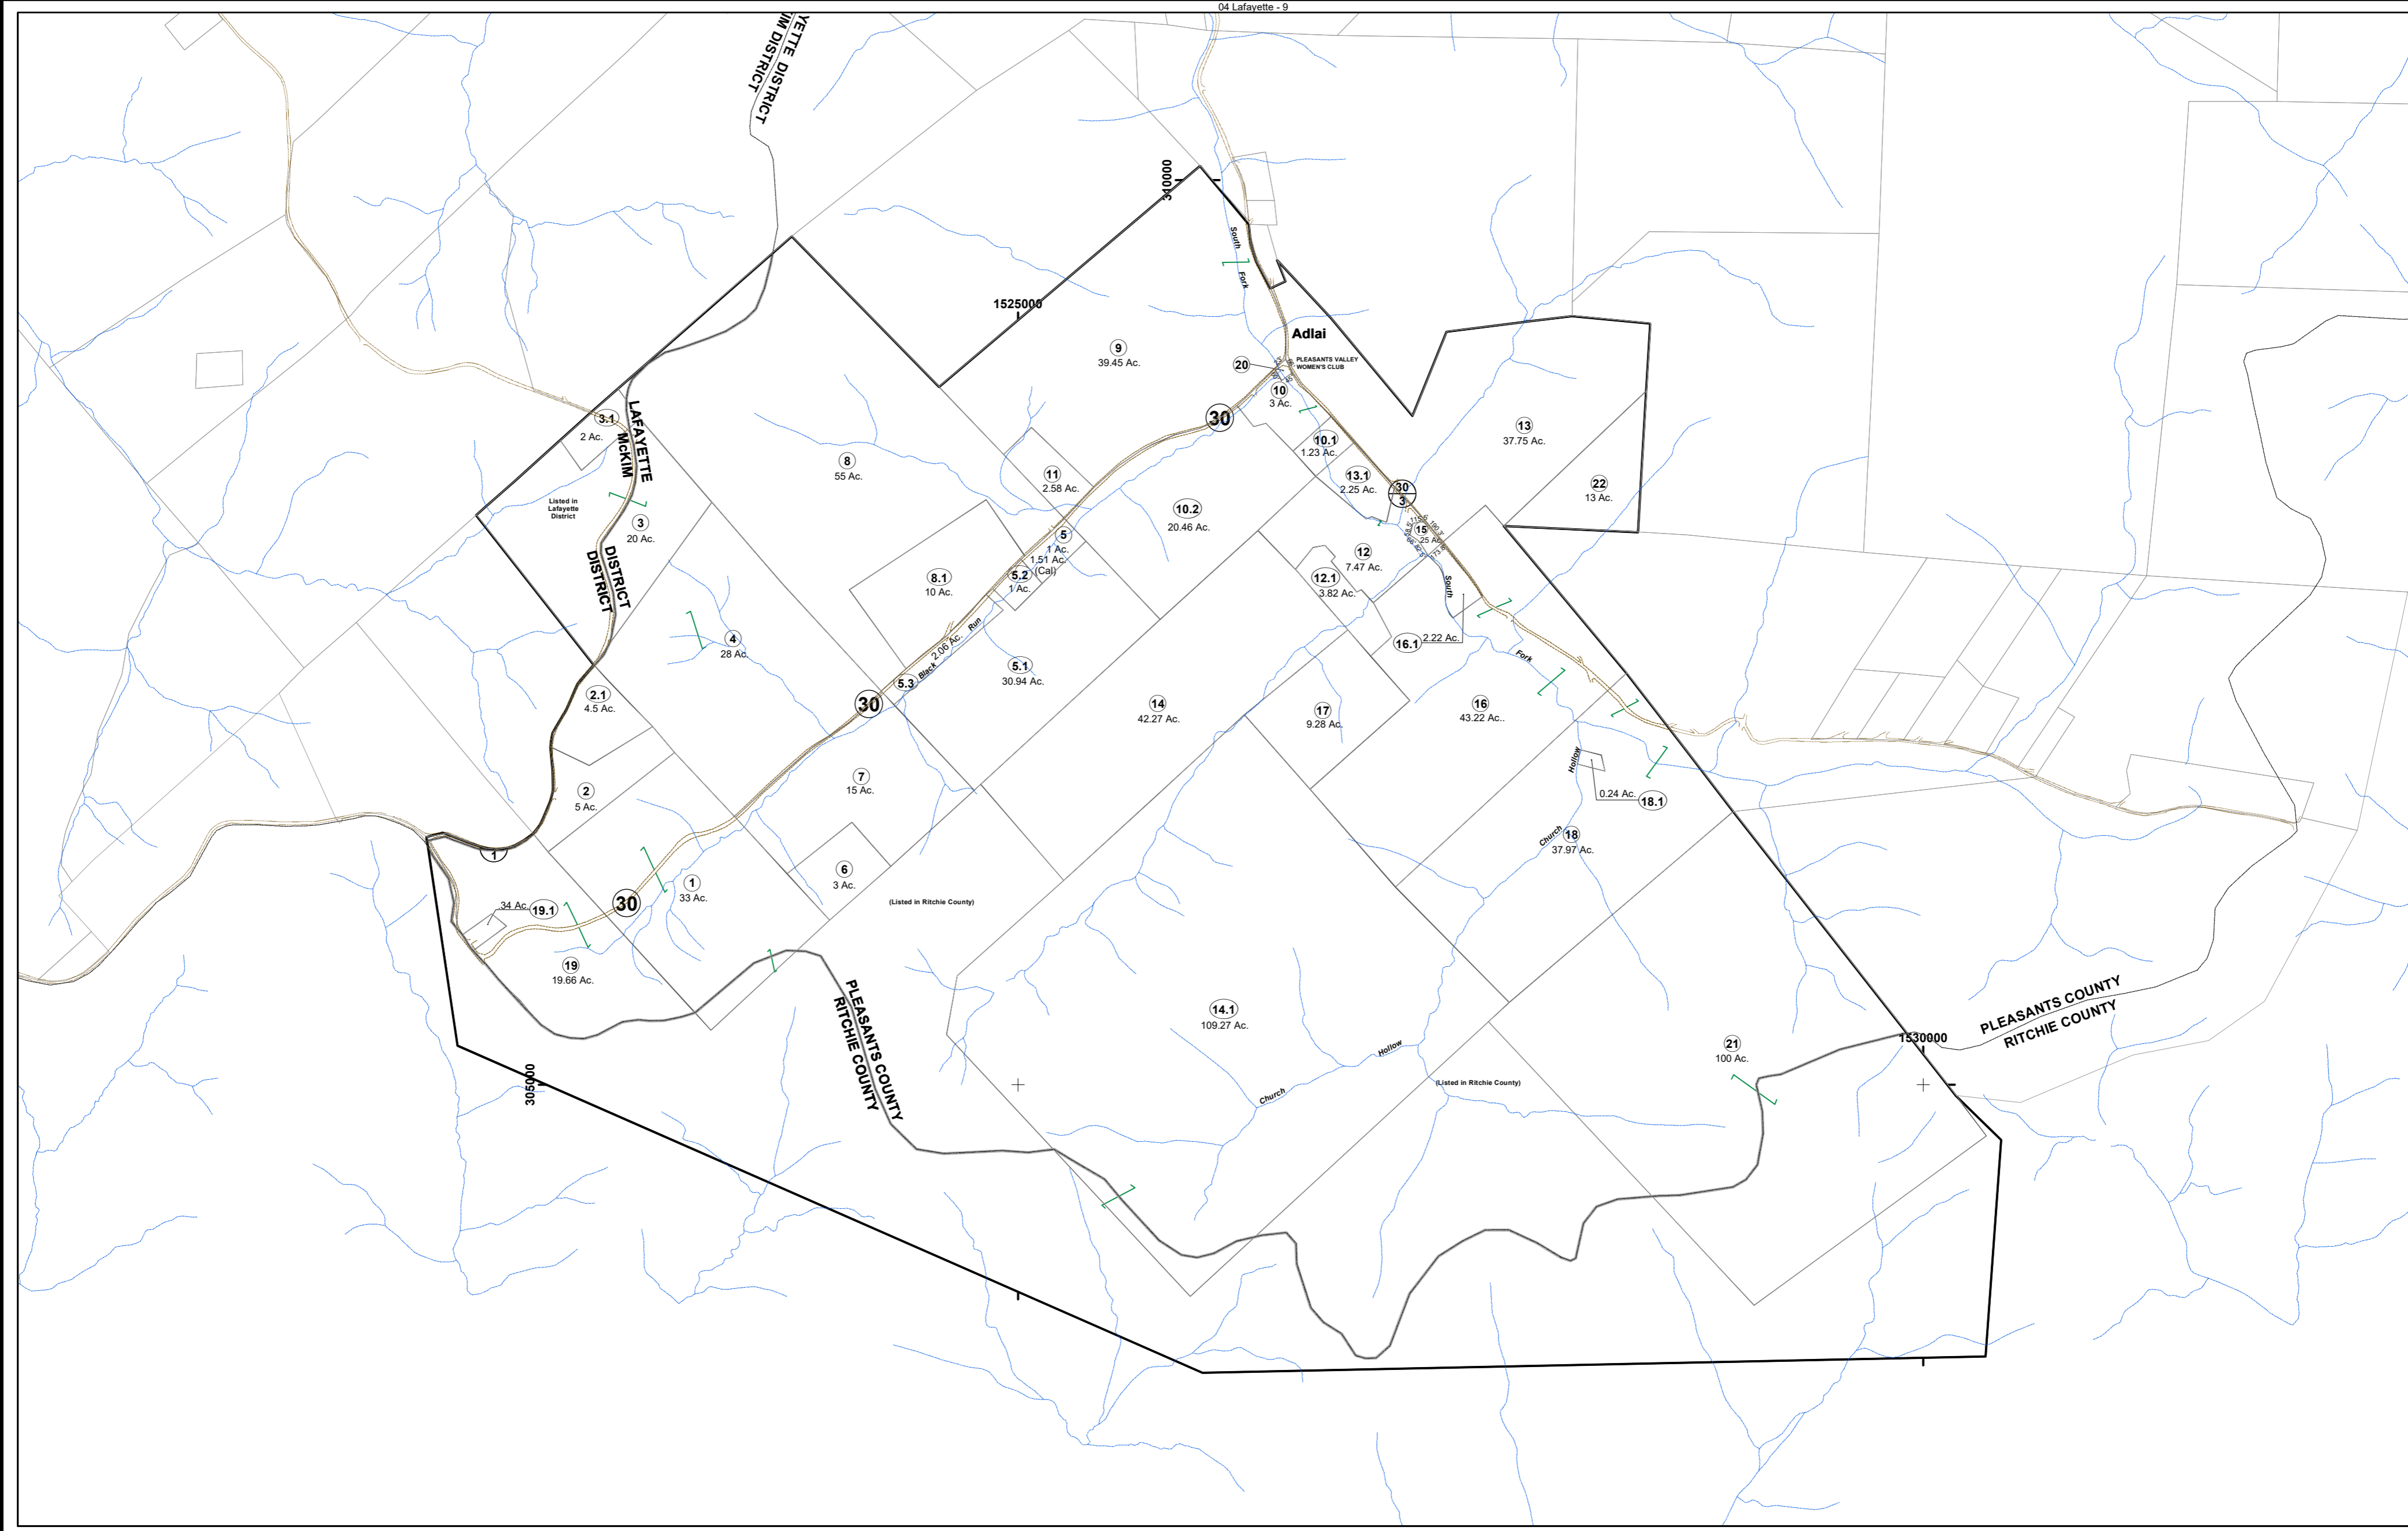 04 Lafayette - 9
YETTE DISTRICT
IM DISTRICT
310000
South
Fork
1525000
Adlai
PLEASANTS VALLEY
WOMEN'S CLUB
9
39.45 Ac.
20
10
3 Ac.
30
3.1
2 Ac.
LAFAYETTE
McKIM
13
37.75 Ac.
10.1
1.23 Ac.
8
55 Ac.
11
2.58 Ac.
13.1
2.25 Ac.
30
3
22
13 Ac.
Listed in
Lafayette
District
10.2
20.46 Ac.
3
20 Ac.
15
.25 Ac.
5
1 Ac.
1.51 Ac.
(Cal)
12
7.47 Ac.
DISTRICT
DISTRICT
8.1
10 Ac.
5.2
1 Ac.
12.1
3.82 Ac.
South
4
28 Ac.
2.06 Ac.
Run
Black
16.1
2.22 Ac.
Fork
5.1
30.94 Ac.
5.3
2.1
4.5 Ac.
30
14
42.27 Ac.
17
9.28 Ac.
16
43.22 Ac..
Hollow
7
15 Ac.
2
5 Ac.
0.24 Ac.
18.1
Church
18
37.97 Ac.
1
6
3 Ac.
1
33 Ac.
30
.34 Ac.
19.1
(Listed in Ritchie County)
19
19.66 Ac.
PLEASANTS COUNTY
RITCHIE COUNTY
14.1
109.27 Ac.
PLEASANTS COUNTY
RITCHIE COUNTY
1530000
21
100 Ac.
Hollow
Church
(Listed in Ritchie County)
305000